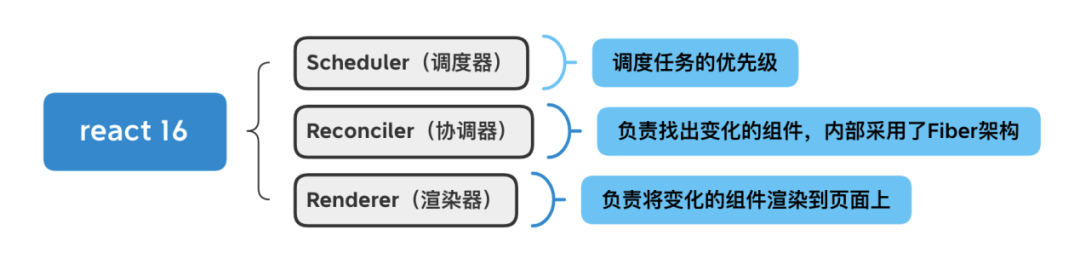 react 16
Scheduler（调度器）
调度任务的优先级
Reconciler（协调器）
负责找出变化的组件，内部采用了Fiber架构
Renderer（渲染器）
负责将变化的组件渲染到页面上